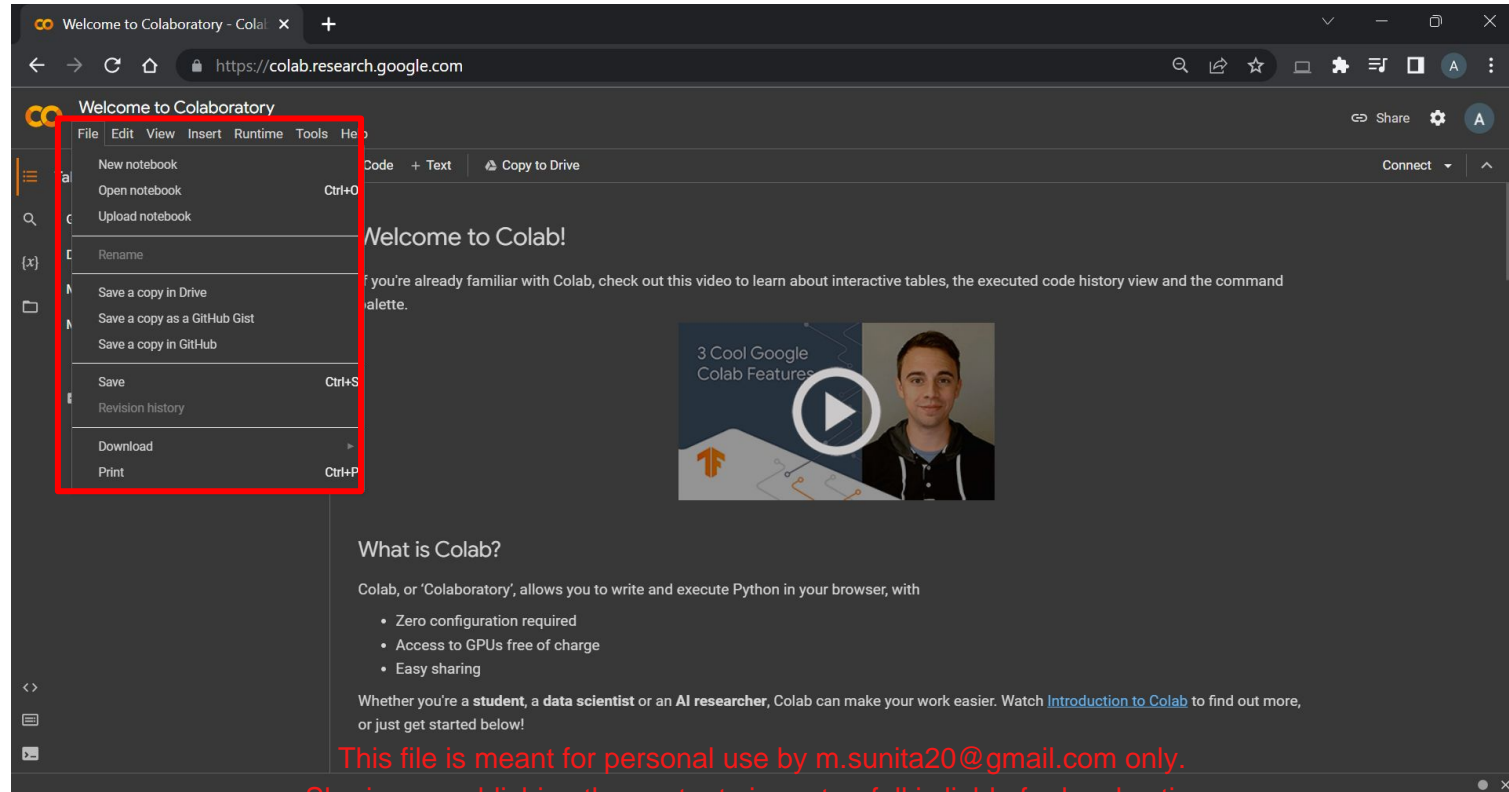 Welcome to Colaboratory - Colab
https://colab.research.google.com
A
Welcome to Colaboratory
File Edit View Insert Runtime Tools Help
Share
A
New notebook
Open notebook Ctrl+O
Upload notebook
Rename
Save a copy in Drive
Save a copy as a GitHub Gist
Save a copy in GitHub
Save Ctrl+S
Revision history
Download
Print Ctrl+P
{x}
Code + Text Copy to Drive
Connect
Welcome to Colab!
If you're already familiar with Colab, check out this video to learn about interactive tables, the executed code history view and the command
palette.
3 Cool Google
Colab Features
What is Colab?
Colab, or ‘Colaboratory’, allows you to write and execute Python in your browser, with
• Zero configuration required
• Access to GPUs free of charge
• Easy sharing
Whether you're a student, a data scientist or an AI researcher, Colab can make your work easier. Watch Introduction to Colab to find out more,
or just get started below!
This file is meant for personal use by m.sunita20@gmail.com only.